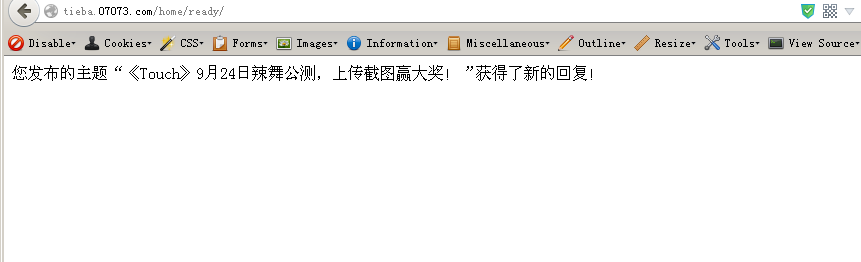 tieba.07073.com/home/ready/
Disable Cookies CSS Forms Images Information Miscellaneous Outline Resize Tools View Source
您发布的主题“《Touch》9月24日辣舞公测，上传截图赢大奖！”获得了新的回复!